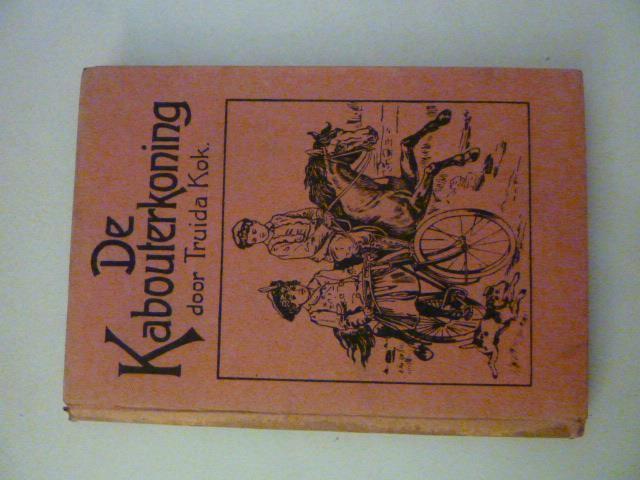 De
Kabouterkoning
door Truida Kok.